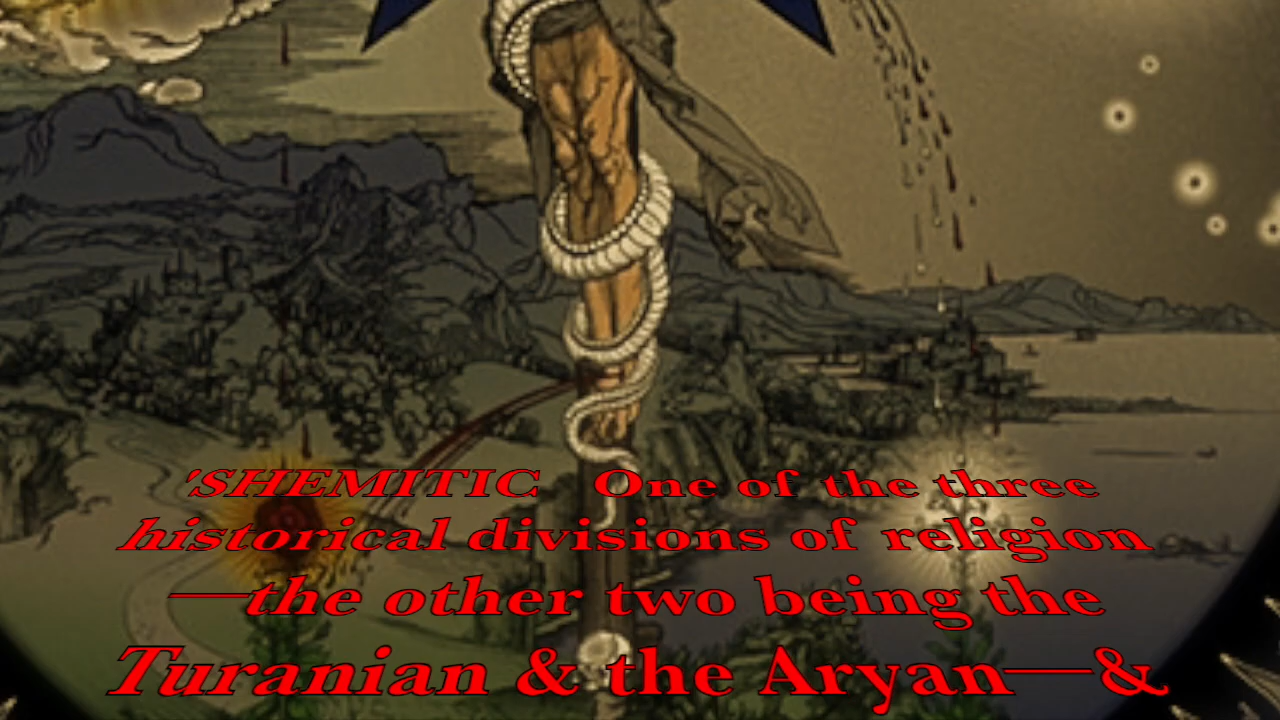 'SHEMITIC One of the three
historical divisions of religion
—the other two being the
Turanian & the Aryan—&